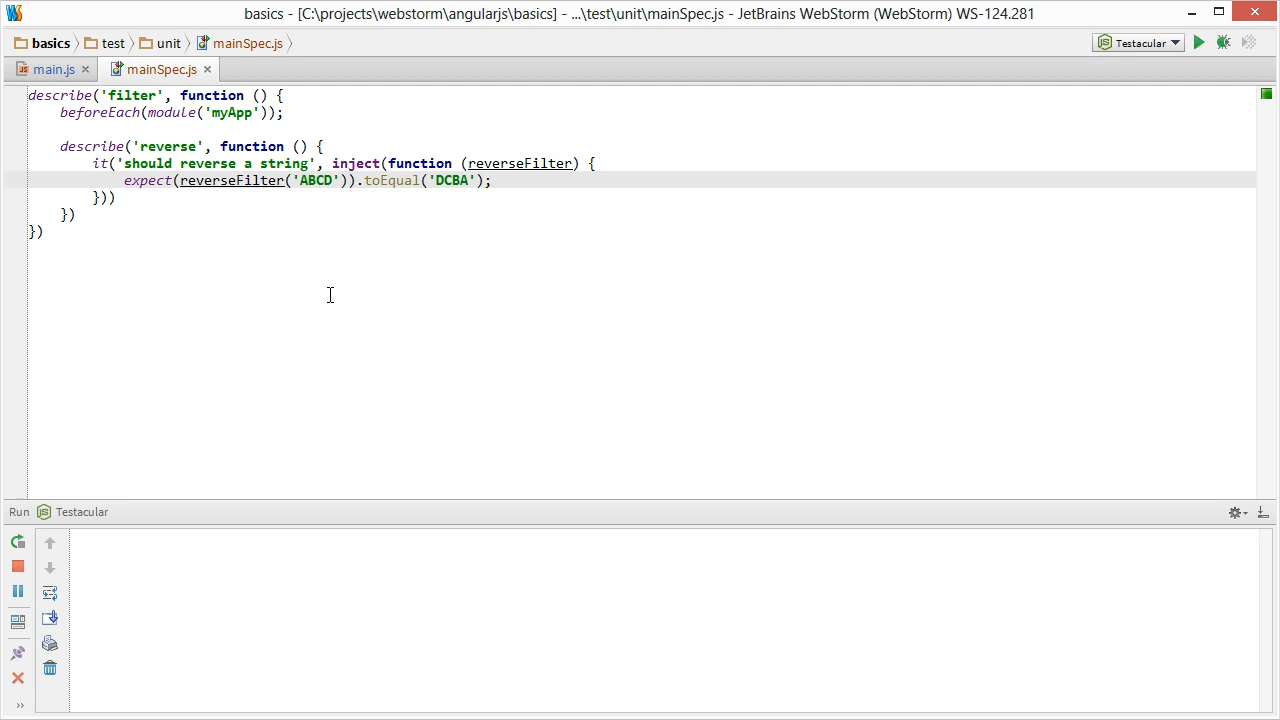 basics - [C:\projects\webstorm\angularjs\basics] - ...\test\unit\mainSpec.js - JetBrains WebStorm (WebStorm) WS-124.281
basics test unit mainSpec.js Testacular
main.js mainSpec.js
describe('filter', function () {
beforeEach(module('myApp'));
describe('reverse', function () {
it('should reverse a string', inject(function (reverseFilter) {
expect(reverseFilter('ABCD')).toEqual('DCBA');
}))
})
})
Run Testacular